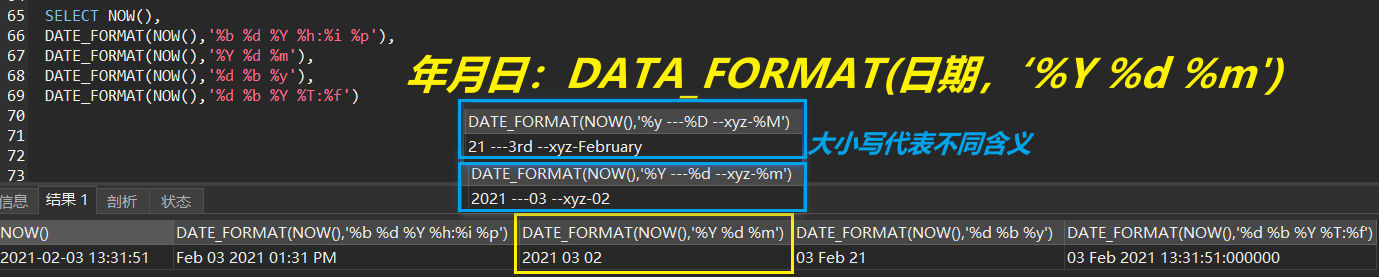 65 SELECT NOW(),
66 DATE_FORMAT(NOW(),'%b %d %Y %h:%i %p'),
67 DATE_FORMAT(NOW(),'%Y %d %m'),
68 DATE_FORMAT(NOW(),'%d %b %y'),
69 DATE_FORMAT(NOW(),'%d %b %Y %T:%f')
70
71
72
73
年月日：DATA_FORMAT(日期，‘%Y %d %m')
DATE_FORMAT(NOW(),'%y ---%D --xyz-%M')
21 ---3rd --xyz-February
大小写代表不同含义
DATE_FORMAT(NOW(),'%Y ---%d --xyz-%m')
2021 ---03 --xyz-02
信息 结果 1 剖析 状态
NOW() DATE_FORMAT(NOW(),'%b %d %Y %h:%i %p') DATE_FORMAT(NOW(),'%Y %d %m') DATE_FORMAT(NOW(),'%d %b %y') DATE_FORMAT(NOW(),'%d %b %Y %T:%f')
2021-02-03 13:31:51 Feb 03 2021 01:31 PM 2021 03 02 03 Feb 21 03 Feb 2021 13:31:51:000000